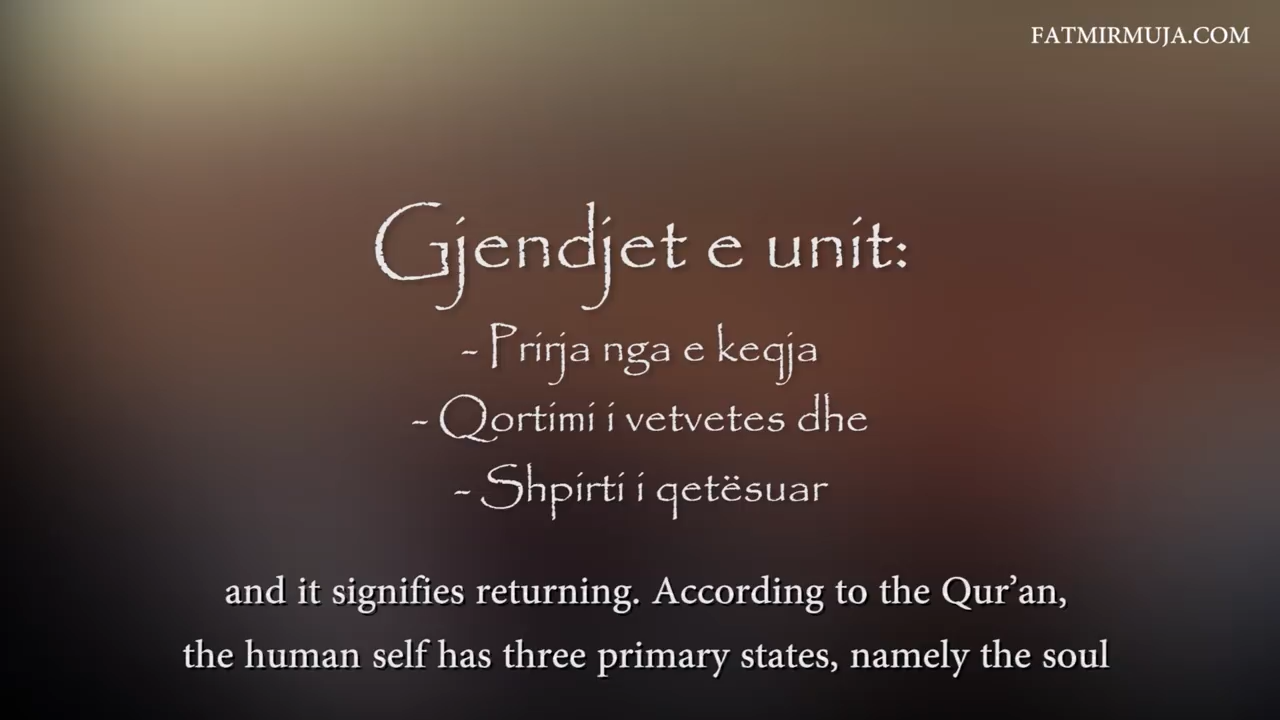 FATMIRMUJA.COM
Gjendjet e unit:
- Prirja nga e keqja
- Qortimi i vetvetes dhe
- Shpirti i qetësuar
and it signifies returning. According to the Qur’an,
the human self has three primary states, namely the soul